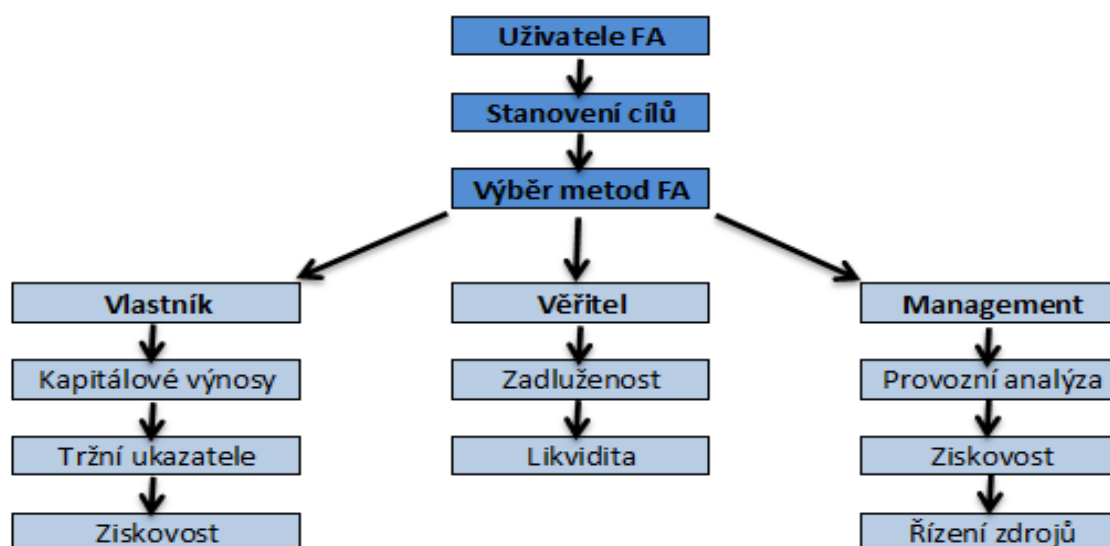 Uživatele FA
Stanovení cílů
Výběr metod FA
Vlastník
Věřitel
Management
Kapitálové výnosy
Zadluženost
Provozní analýza
Tržní ukazatele
Likvidita
Ziskovost
Ziskovost
Řízení zdrojů